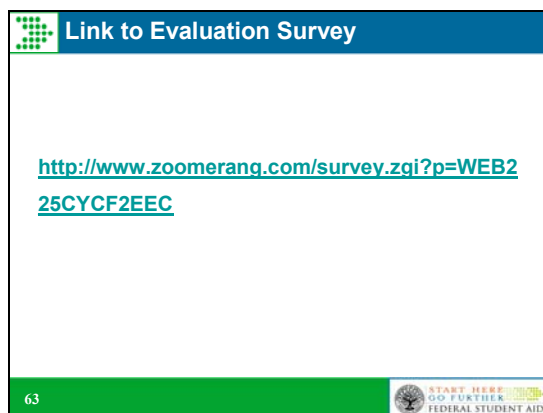 Link to Evaluation Survey
http://www.zoomerang.com/survey.zgi?p=WEB2
25CYCF2EEC
63
START HERE
GO FURTHER
FEDERAL STUDENT AID